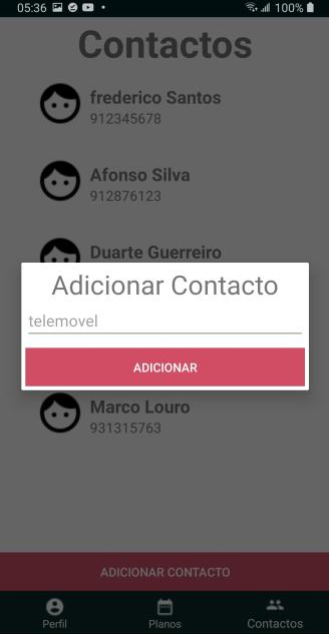 05:36 100%
Contactos
frederico Santos
912345678
Afonso Silva
912876123
Duarte Guerreiro
Adicionar Contacto
telemovel
ADICIONAR
Marco Louro
931315763
ADICIONAR CONTACTO
Perfil Planos Contactos